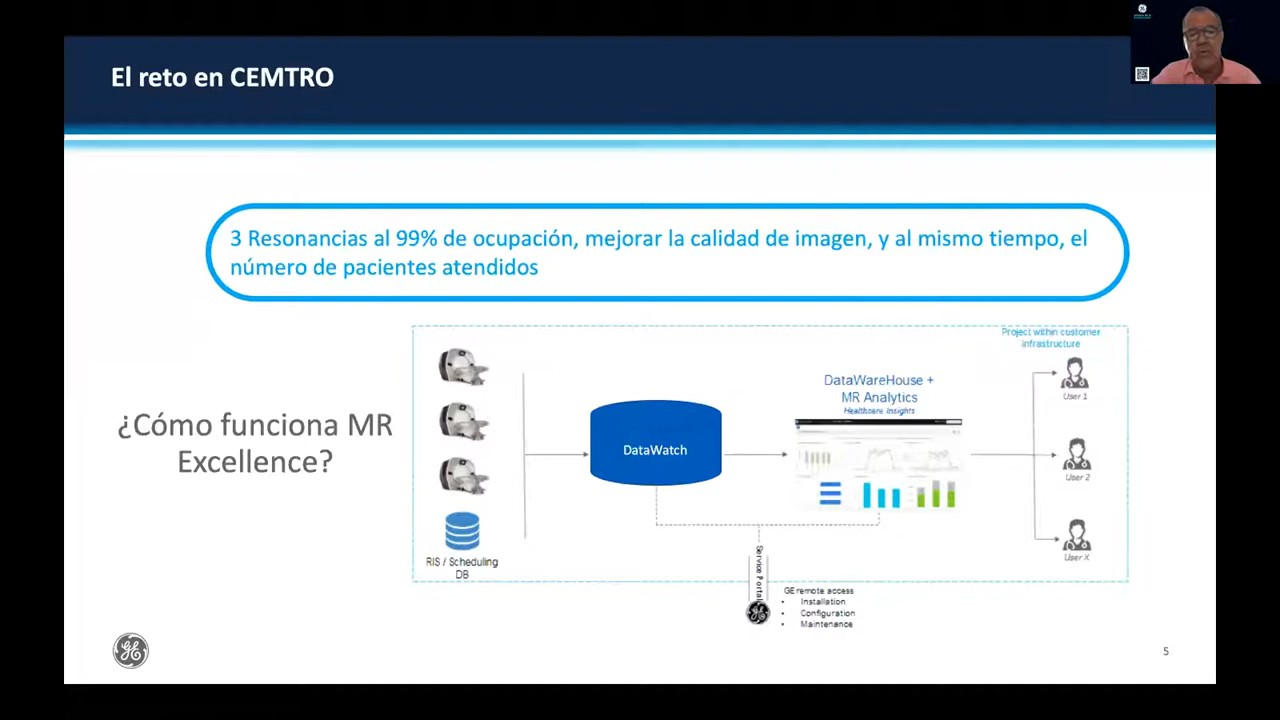 El reto en CEMTRO
3 Resonancias al 99% de ocupación, mejorar la calidad de imagen, y al mismo tiempo, el
número de pacientes atendidos
¿Cómo funciona MR
Excellence?
Project within customer
infrastructure
DataWareHouse +
MR Analytics
Healthcare Insights
DataWatch
User 1
User 2
User X
RIS / Scheduling
DB
Service Portal
GE remote access
• Installation
• Configuration
• Maintenance
GE
5